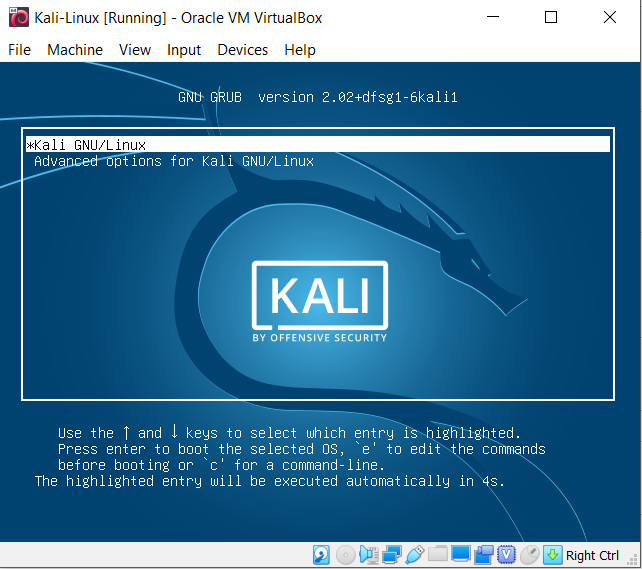 Kali-Linux [Running] - Oracle VM VirtualBox
File Machine View Input Devices Help
GNU GRUB version 2.02+dfsg1-6kali1
*Kali GNU/Linux
Advanced options for Kali GNU/Linux
KALI
BY OFFENSIVE SECURITY
Use the ↑ and ↓ keys to select which entry is highlighted.
Press enter to boot the selected OS, `e' to edit the commands
before booting or `c' for a command-line.
The highlighted entry will be executed automatically in 4s.
Right Ctrl